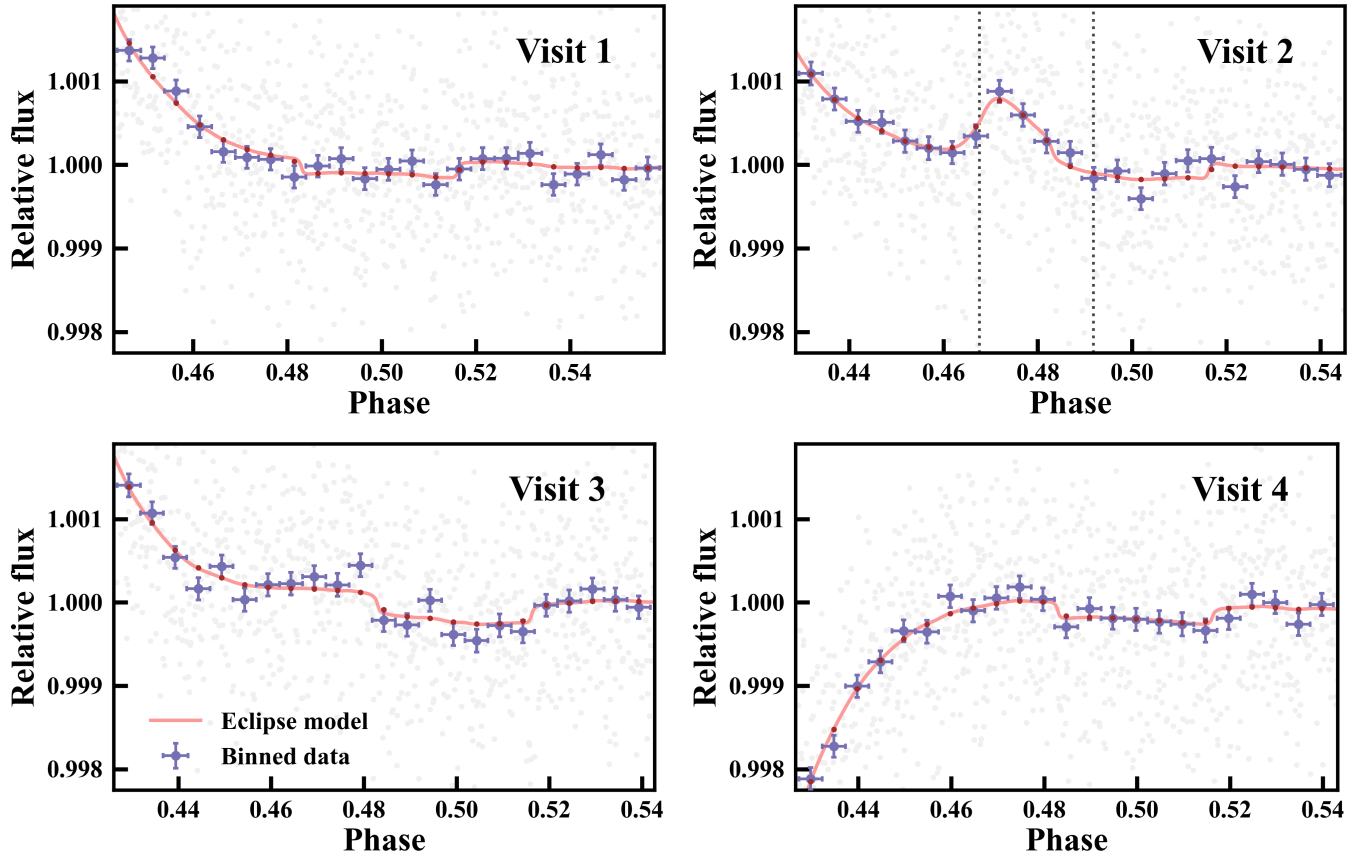 Visit 1
Relative flux
1.001
1.000
0.999
0.998
0.46 0.48 0.50 0.52 0.54
Phase
Visit 2
Relative flux
1.001
1.000
0.999
0.998
0.44 0.46 0.48 0.50 0.52 0.54
Phase
Visit 3
Relative flux
1.001
1.000
0.999
0.998
Eclipse model
Binned data
0.44 0.46 0.48 0.50 0.52 0.54
Phase
Visit 4
Relative flux
1.001
1.000
0.999
0.998
0.44 0.46 0.48 0.50 0.52 0.54
Phase